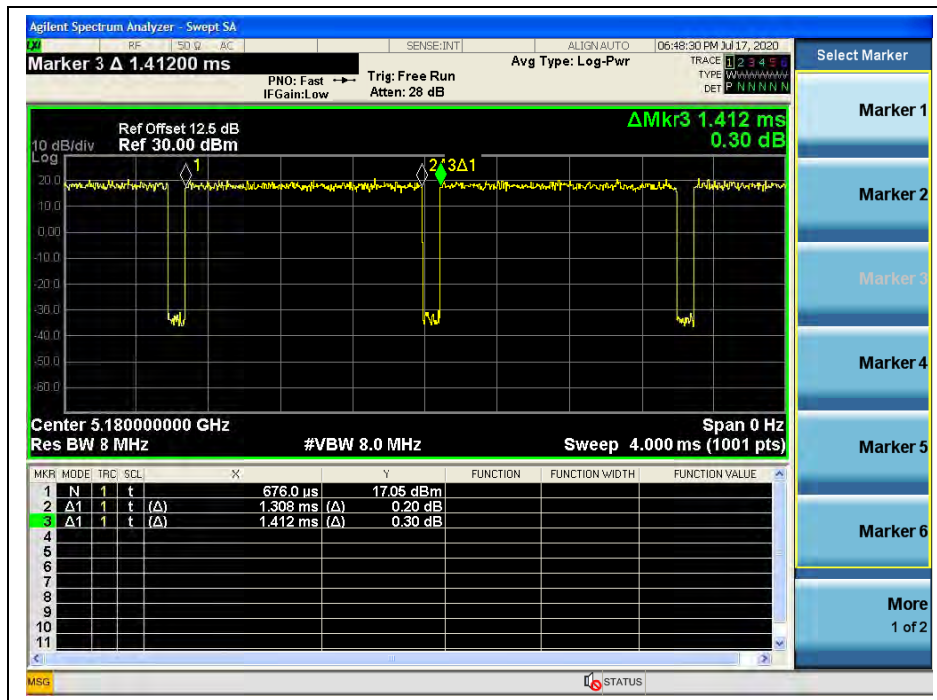 Agilent Spectrum Analyzer - Swept SA
LXI RF 50 Ω AC SENSE:INT ALIGN AUTO 06:48:30 PM Jul 17, 2020
Marker 3 Δ 1.41200 ms
PNO: Fast
IFGain:Low
Trig: Free Run
Atten: 28 dB
Avg Type: Log-Pwr
TRACE 1 2 3 4 5 6
TYPE WWWWWW
DET P N N N N N
ΔMkr3 1.412 ms
0.30 dB
Ref Offset 12.5 dB
10 dB/div Ref 30.00 dBm
Log
1
3Δ1
20.0
10.0
0.00
-10.0
-20.0
-30.0
-40.0
-50.0
-60.0
Center 5.180000000 GHz Span 0 Hz
Res BW 8 MHz #VBW 8.0 MHz Sweep 4.000 ms (1001 pts)
MKR MODE TRC SCL X Y FUNCTION FUNCTION WIDTH FUNCTION VALUE
1 N 1 t 676.0 µs 17.05 dBm
2 Δ1 1 t (Δ) 1.308 ms (Δ) 0.20 dB
3 Δ1 1 t (Δ) 1.412 ms (Δ) 0.30 dB
4
5
6
7
8
9
10
11
MSG STATUS
Select Marker
Marker 1
Marker 2
Marker 3
Marker 4
Marker 5
Marker 6
More
1 of 2